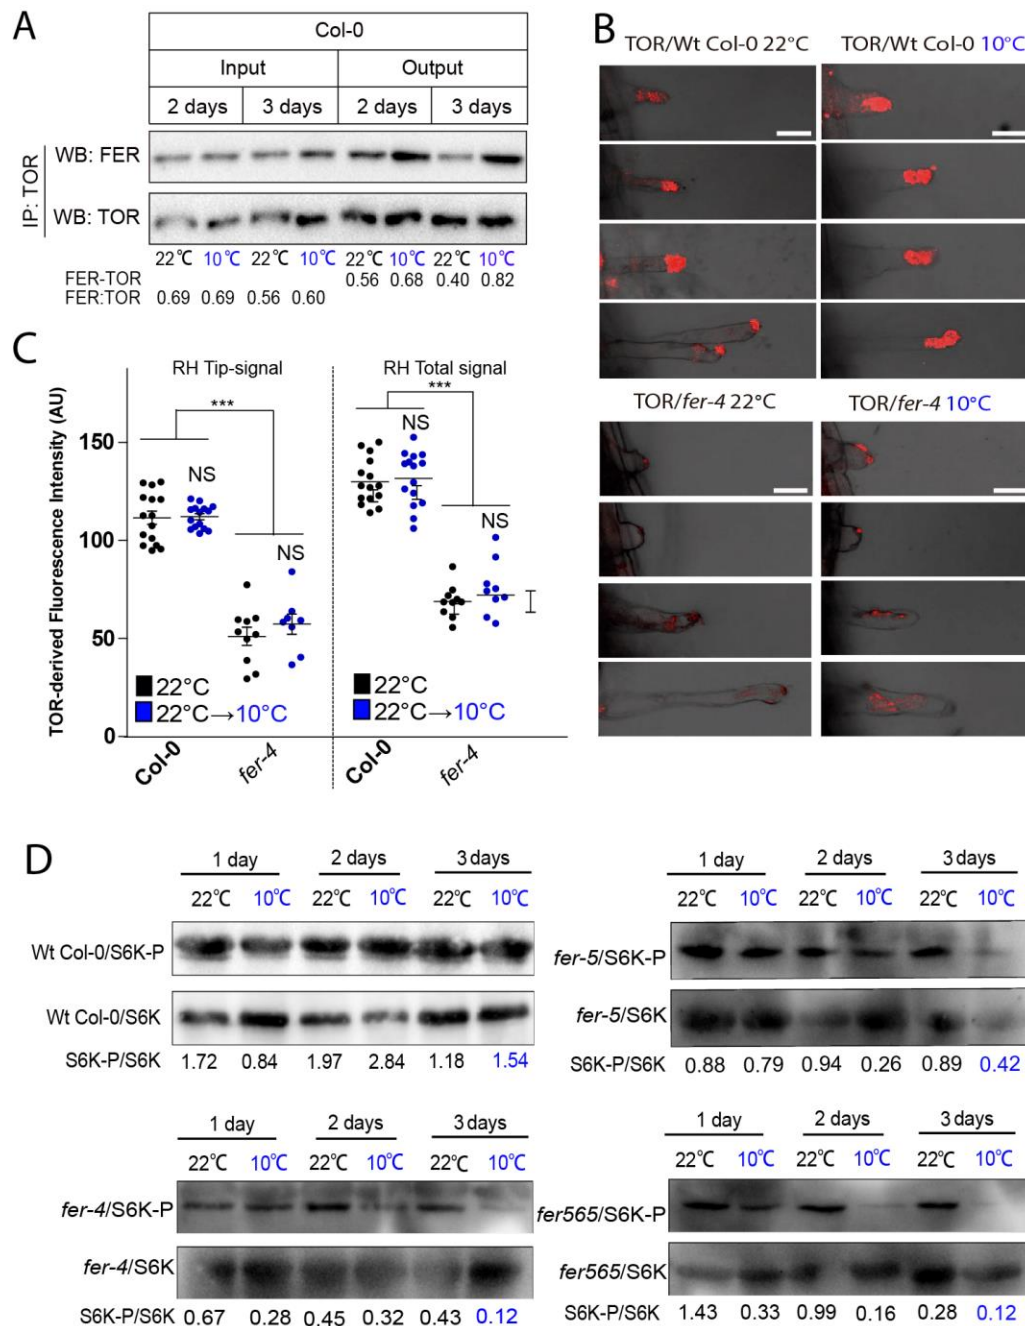 A
Col-0
Input Output
2 days 3 days 2 days 3 days
IP: TOR
WB: FER
WB: TOR
22°C 10°C 22°C 10°C 22°C 10°C 22°C 10°C
FER-TOR 0.56 0.68 0.40 0.82
FER:TOR 0.69 0.69 0.56 0.60
B
TOR/Wt Col-0 22°C TOR/Wt Col-0 10°C
TOR/fer-4 22°C TOR/fer-4 10°C
C
RH Tip-signal RH Total signal
TOR-derived Fluorescence Intensity (AU)
150
100
50
0
*** ***
NS NS
NS NS
22°C 22°C
22°C→10°C 22°C→10°C
Col-0 fer-4 Col-0 fer-4
D
1 day 2 days 3 days
22°C 10°C 22°C 10°C 22°C 10°C
Wt Col-0/S6K-P
Wt Col-0/S6K
S6K-P/S6K 1.72 0.84 1.97 2.84 1.18 1.54
1 day 2 days 3 days
22°C 10°C 22°C 10°C 22°C 10°C
fer-5/S6K-P
fer-5/S6K
S6K-P/S6K 0.88 0.79 0.94 0.26 0.89 0.42
1 day 2 days 3 days
22°C 10°C 22°C 10°C 22°C 10°C
fer-4/S6K-P
fer-4/S6K
S6K-P/S6K 0.67 0.28 0.45 0.32 0.43 0.12
1 day 2 days 3 days
22°C 10°C 22°C 10°C 22°C 10°C
fer565/S6K-P
fer565/S6K
S6K-P/S6K 1.43 0.33 0.99 0.16 0.28 0.12